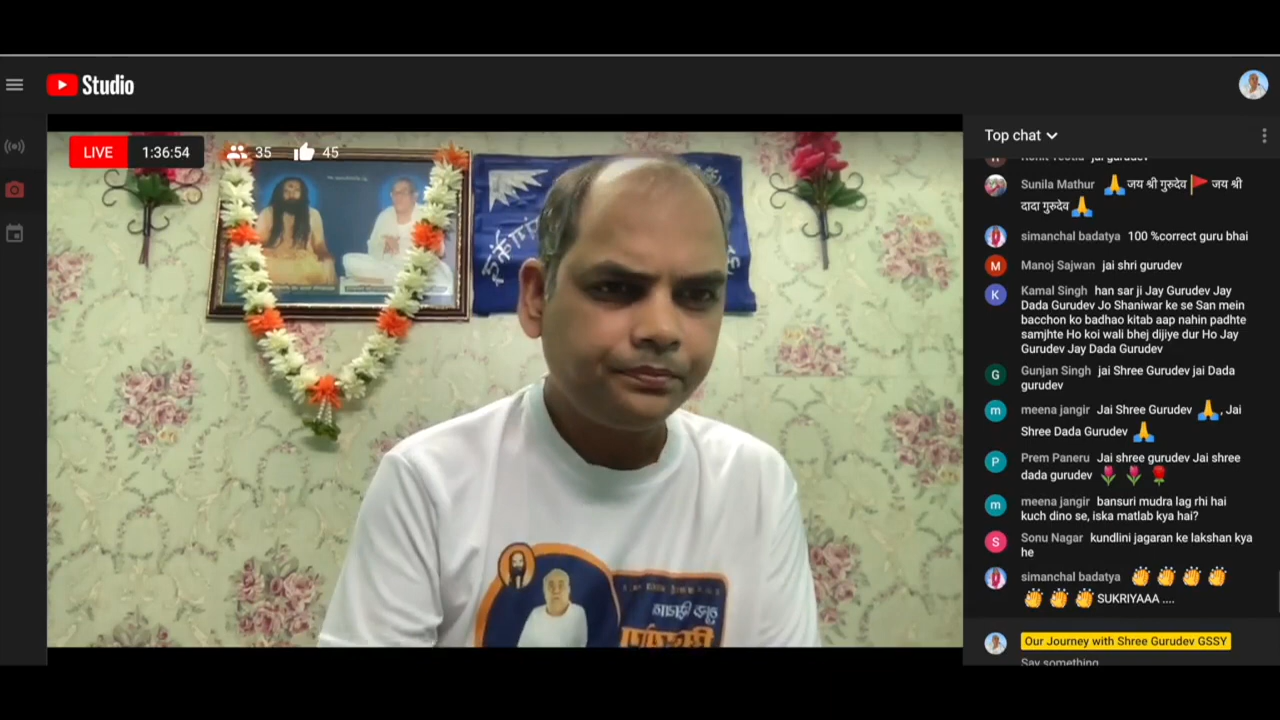 Studio
LIVE 1:36:54 35 45
Top chat
jai gurudev
Sunila Mathur 🙏जय श्री गुरुदेव🚩 जय श्री
दादा गुरुदेव🙏
simanchal badatya 100 %correct guru bhai
Manoj Sajwan jai shri gurudev
K
Kamal Singh han sar ji Jay Gurudev Jay
Dada Gurudev Jo Shaniwar ke se San mein
bacchon ko badhao kitab aap nahin padhte
samjhte Ho koi wali bhej dijiye dur Ho Jay
Gurudev Jay Dada Gurudev
G
Gunjan Singh jai Shree Gurudev jai Dada
gurudev
m
meena jangir Jai Shree Gurudev 🙏, Jai
Shree Dada Gurudev 🙏
P
Prem Paneru Jai shree gurudev Jai shree
dada gurudev 🌷 🌷 🌹
m
meena jangir bansuri mudra lag rhi hai
kuch dino se, iska matlab kya hai?
S
Sonu Nagar kundlini jagaran ke lakshan kya
he
simanchal badatya 👏 👏 👏 👏
👏 👏 👏 SUKRIYAAA ....
Our Journey with Shree Gurudev GSSY
Say something